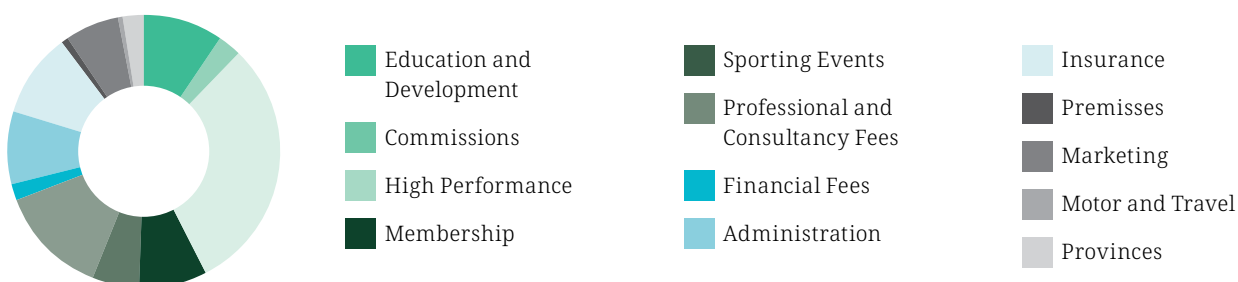 Education and
Development
Commissions
High Performance
Membership
Sporting Events
Professional and
Consultancy Fees
Financial Fees
Administration
Insurance
Premisses
Marketing
Motor and Travel
Provinces